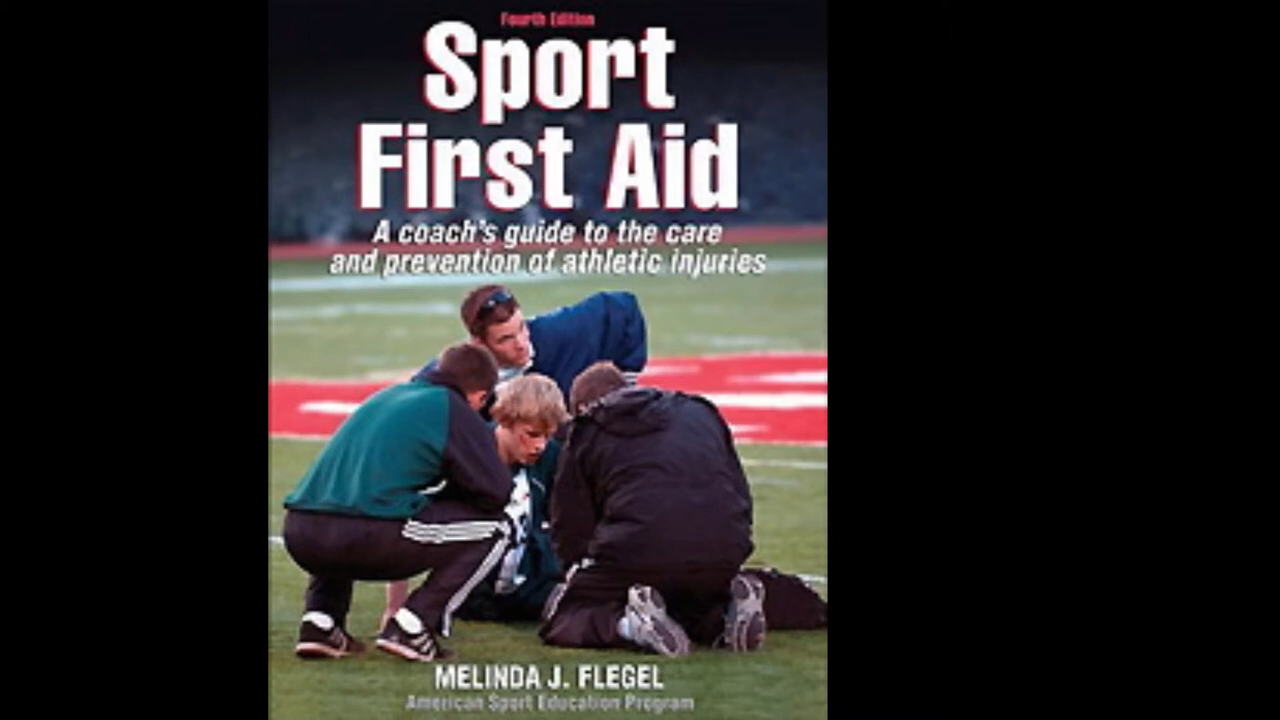 Fourth Edition
Sport
First Aid
A coach's guide to the care
and prevention of athletic injuries
MELINDA J. FLEGEL
American Sport Education Program